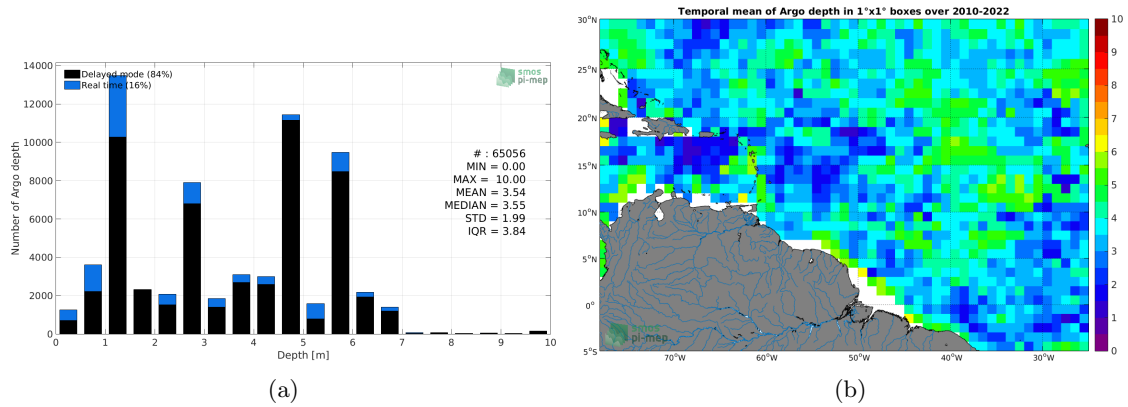 14000
12000
10000
8000
6000
4000
2000
0
Number of Argo depth
Delayed mode (84%)
Real time (16%)
smos
pi-mep
# : 65056
MIN = 0.00
MAX = 10.00
MEAN = 3.54
MEDIAN = 3.55
STD = 1.99
IQR = 3.84
0 1 2 3 4 5 6 7 8 9 10
Depth [m]
(a)
Temporal mean of Argo depth in 1°x1° boxes over 2010-2022
30°N
25°N
20°N
15°N
10°N
5°N
0°
5°S
70°W 60°W 50°W 40°W 30°W
smos
pi-mep
10
9
8
7
6
5
4
3
2
1
0
(b)